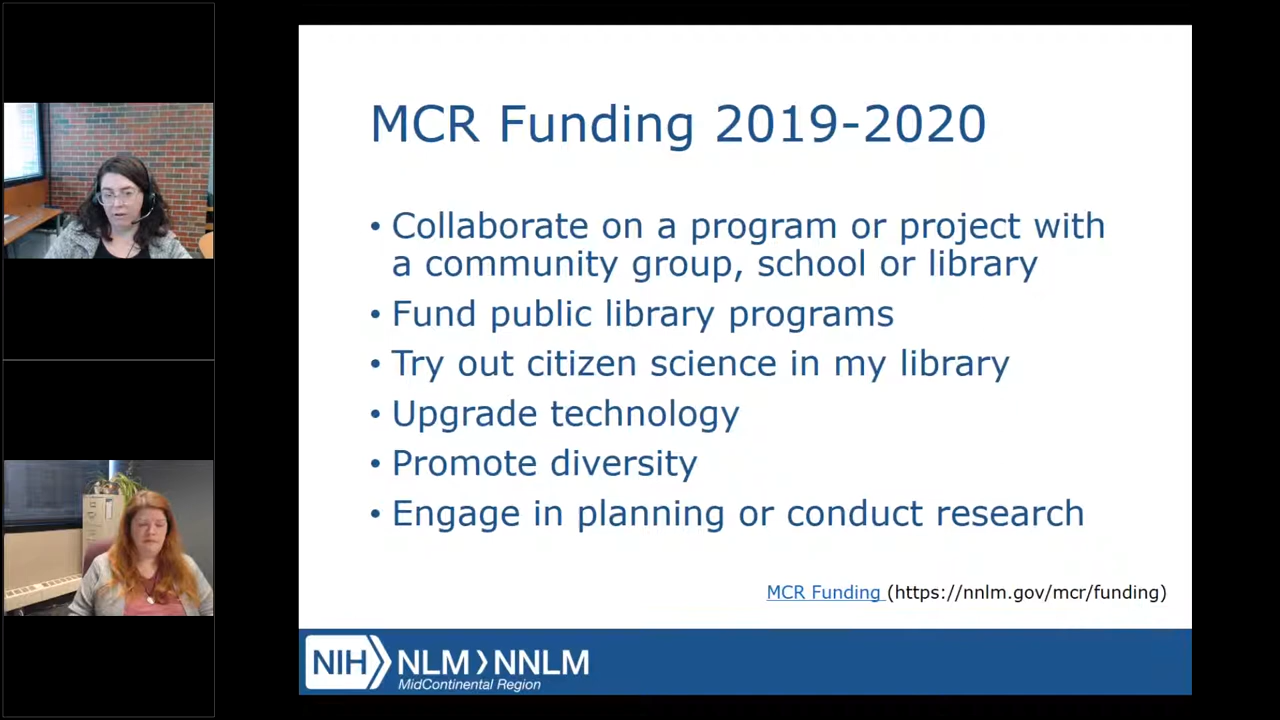 MCR Funding 2019-2020
• Collaborate on a program or project with
a community group, school or library
• Fund public library programs
• Try out citizen science in my library
• Upgrade technology
• Promote diversity
• Engage in planning or conduct research
MCR Funding (https://nnlm.gov/mcr/funding)
NIH NLM NNLM
MidContinental Region